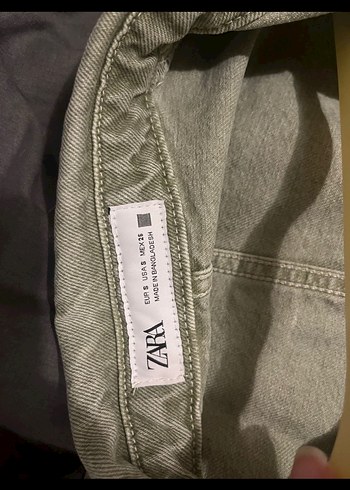 EUR S USA S MEX 26
MADE IN BANGLADESH
ZARA